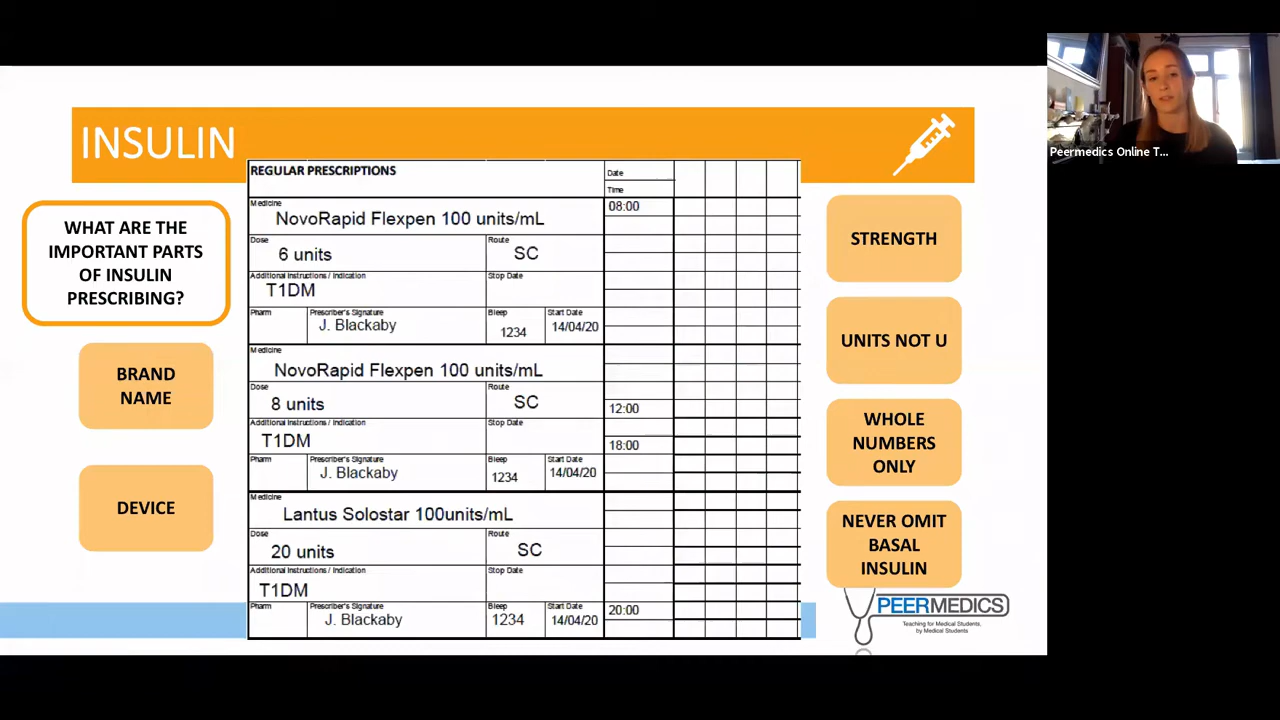 INSULIN
WHAT ARE THE
IMPORTANT PARTS
OF INSULIN
PRESCRIBING?
BRAND
NAME
DEVICE
REGULAR PRESCRIPTIONS
Date
Time
Medicine
NovoRapid Flexpen 100 units/mL
08:00
Dose
6 units
Route
SC
Additional Instructions / Indication
T1DM
Stop Date
Pharm
Prescriber's Signature
J. Blackaby
Bleep
1234
Start Date
14/04/20
Medicine
NovoRapid Flexpen 100 units/mL
Dose
8 units
Route
SC
12:00
Additional Instructions / Indication
T1DM
Stop Date
18:00
Pharm
Prescriber's Signature
J. Blackaby
Bleep
1234
Start Date
14/04/20
Medicine
Lantus Solostar 100units/mL
Dose
20 units
Route
SC
Additional Instructions / Indication
T1DM
Stop Date
Pharm
Prescriber's Signature
J. Blackaby
Bleep
1234
Start Date
14/04/20
20:00
STRENGTH
UNITS NOT U
WHOLE
NUMBERS
ONLY
NEVER OMIT
BASAL
INSULIN
PEERMEDICS
Teaching for Medical Students,
by Medical Students
Peermedics Online T...